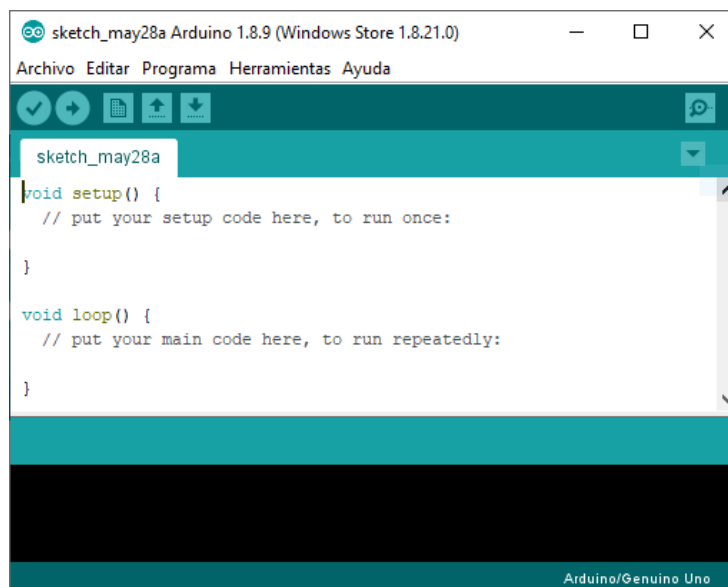 sketch_may28a Arduino 1.8.9 (Windows Store 1.8.21.0)
Archivo Editar Programa Herramientas Ayuda
sketch_may28a
void setup() {
  // put your setup code here, to run once:
}
void loop() {
  // put your main code here, to run repeatedly:
}
Arduino/Genuino Uno